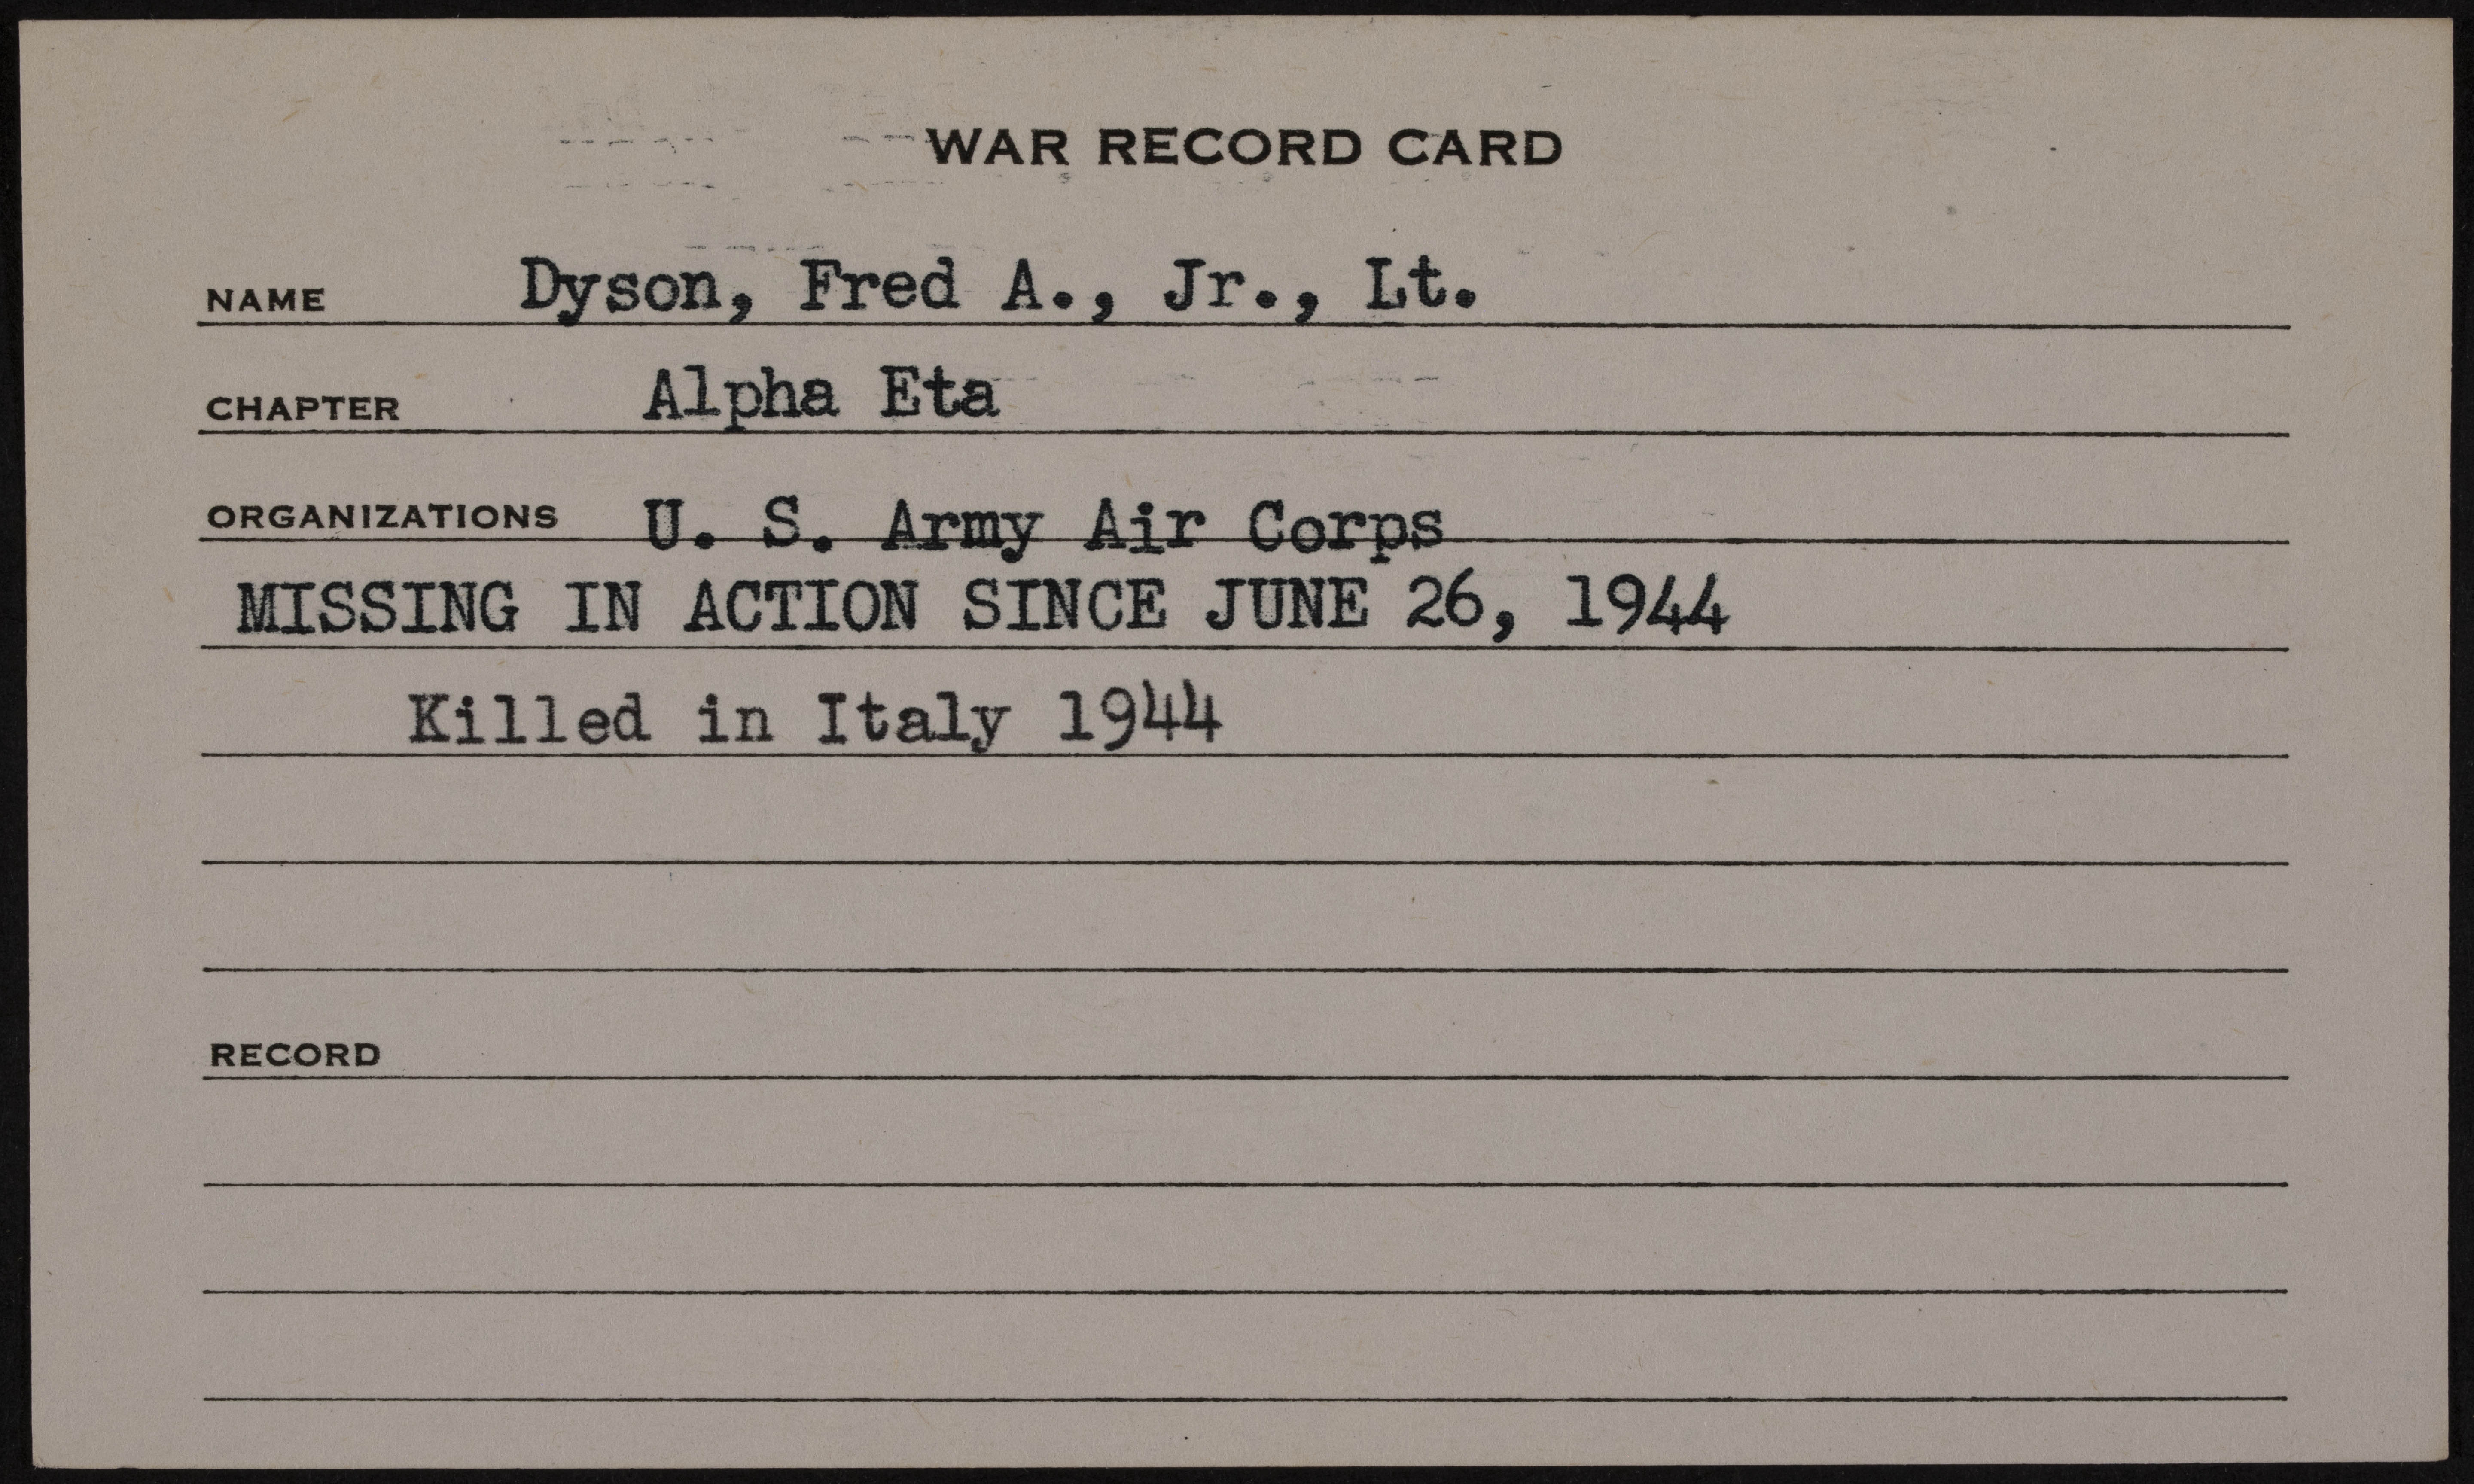 WAR RECORD CARD
NAME Dyson, Fred A., Jr., Lt.
CHAPTER Alpha Eta
ORGANIZATIONS U. S. Army Air Corps
MISSING IN ACTION SINCE JUNE 26, 1944
Killed in Italy 1944
RECORD